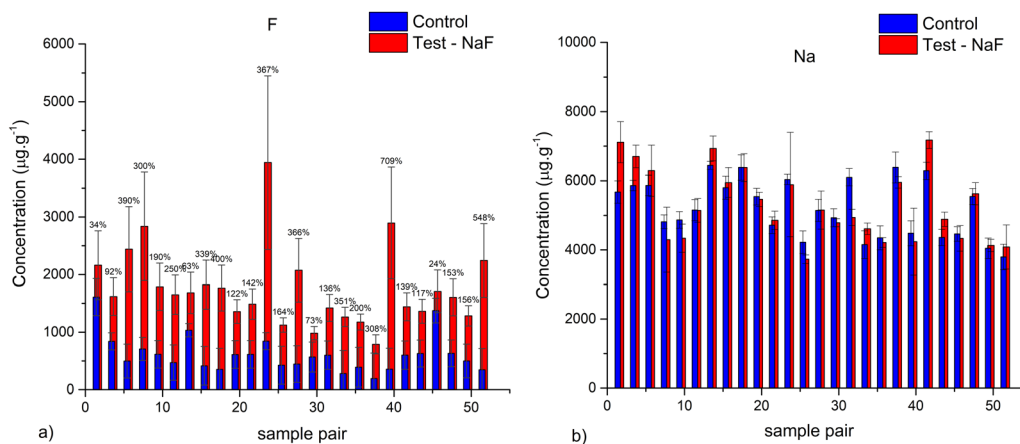 F
Control
Test - NaF
Concentration (µg.g⁻¹)
6000
5000
4000
3000
2000
1000
0
34%
92%
390%
300%
190%
250%
63%
339%
400%
122%
142%
367%
164%
366%
73%
136%
351%
200%
308%
709%
139%
117%
24%
153%
156%
548%
0 10 20 30 40 50
sample pair
a)
Na
Control
Test - NaF
Concentration (µg.g⁻¹)
10000
8000
6000
4000
2000
0
0 10 20 30 40 50
sample pair
b)